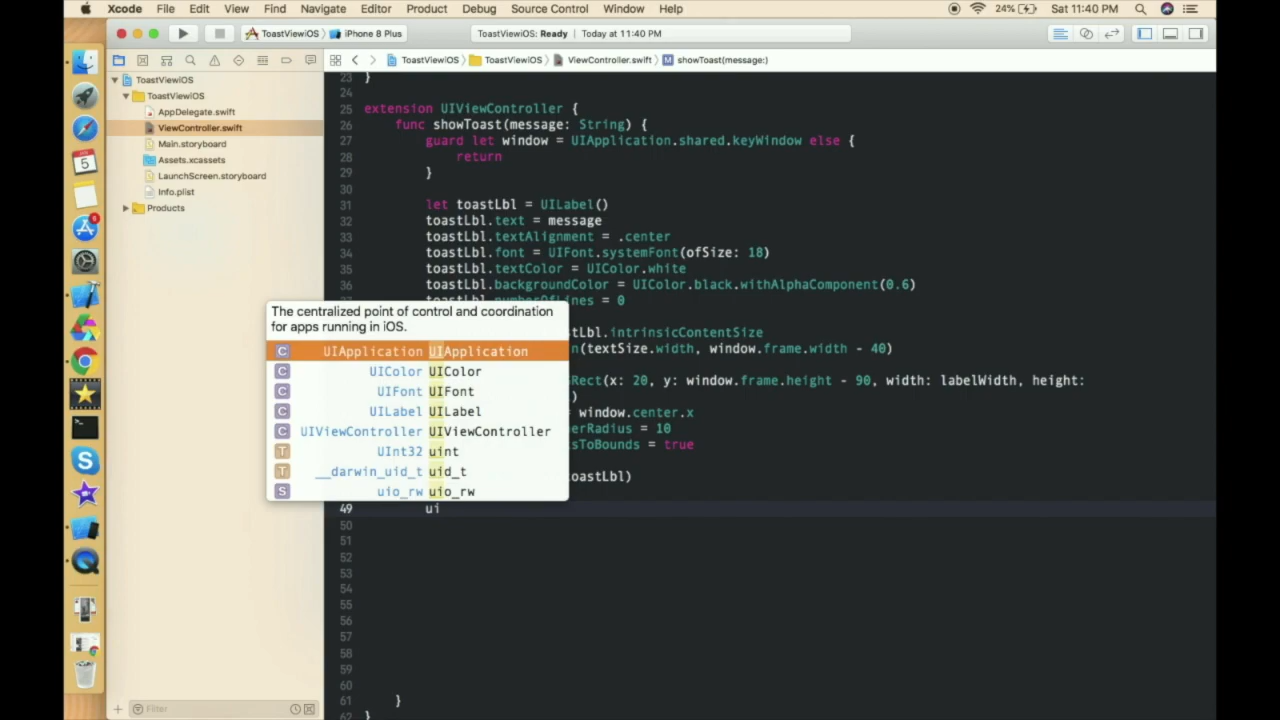 Xcode File Edit View Find Navigate Editor Product Debug Source Control Window Help 24% Sat 11:40 PM
ToastViewiOS iPhone 8 Plus ToastViewiOS: Ready Today at 11:40 PM
ToastViewiOS ToastViewiOS ViewController.swift M showToast(message:)
ToastViewiOS
ToastViewiOS
AppDelegate.swift
ViewController.swift
Main.storyboard
Assets.xcassets
LaunchScreen.storyboard
Info.plist
Products
5
S
23 }
24
25 extension UIViewController {
26 func showToast(message: String) {
27 guard let window = UIApplication.shared.keyWindow else {
28 return
29 }
30
31 let toastLbl = UILabel()
32 toastLbl.text = message
33 toastLbl.textAlignment = .center
34 toastLbl.font = UIFont.systemFont(ofSize: 18)
35 toastLbl.textColor = UIColor.white
36 toastLbl.backgroundColor = UIColor.black.withAlphaComponent(0.6)
toastLbl.numberOfLines = 0
stLbl.intrinsicContentSize
n(textSize.width, window.frame.width - 40)
Rect(x: 20, y: window.frame.height - 90, width: labelWidth, height:
)
= window.center.x
erRadius = 10
sToBounds = true
oastLbl)
The centralized point of control and coordination
for apps running in iOS.
C UIApplication UIApplication
C UIColor UIColor
C UIFont UIFont
C UILabel UILabel
C UIViewController UIViewController
T UInt32 uint
T __darwin_uid_t uid_t
S uio_rw uio_rw
49 ui
50
51
52
53
54
55
56
57
58
59
60
61 }
62 }
Filter